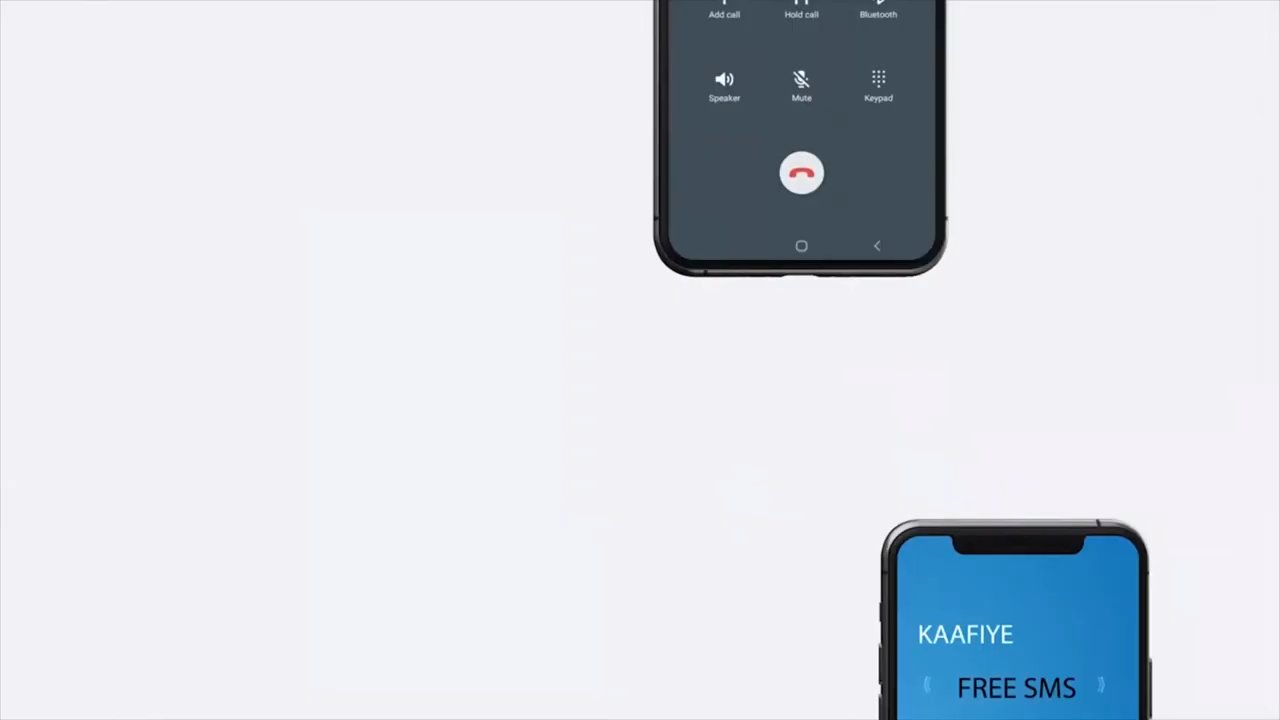 Add call Hold call Bluetooth
Speaker Mute Keypad
KAAFIYE
FREE SMS